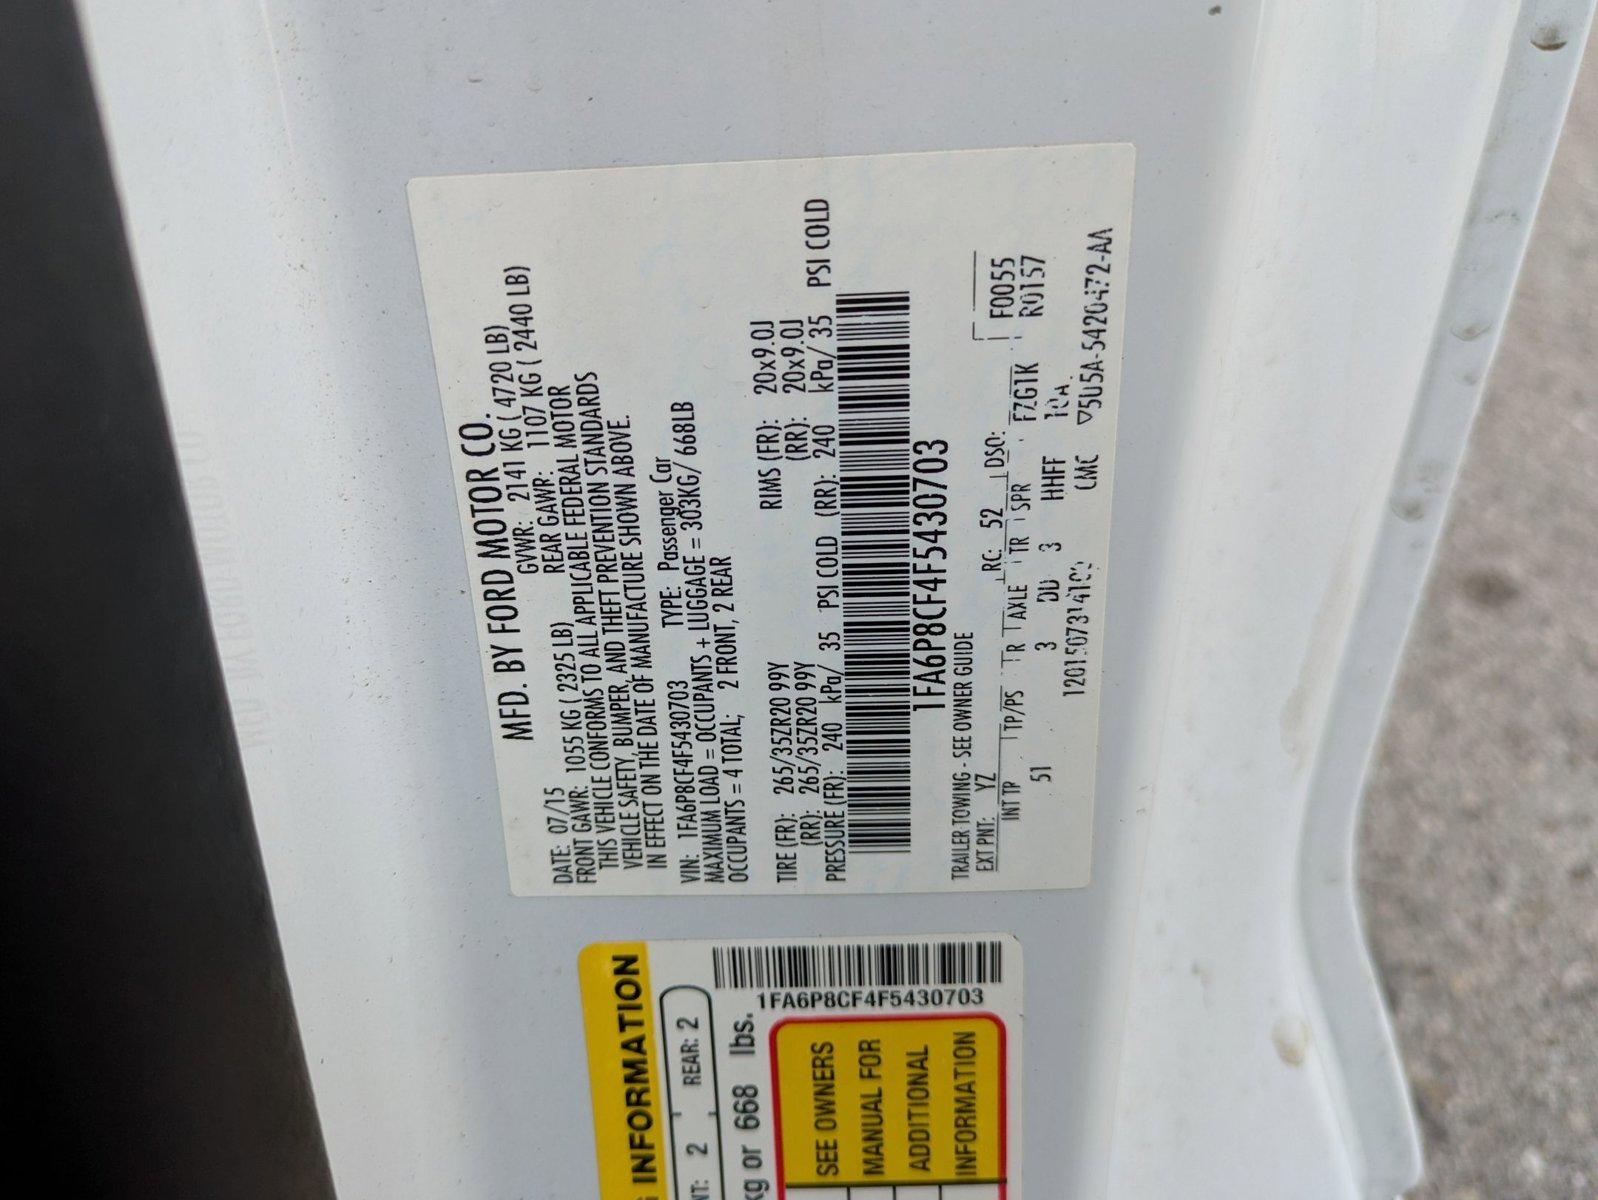 MFD. BY FORD MOTOR CO.
DATE: 07/15 GVWR: 2141 KG ( 4720 LB)
FRONT GAWR: 1055 KG ( 2325 LB) REAR GAWR: 1107 KG ( 2440 LB)
THIS VEHICLE CONFORMS TO ALL APPLICABLE FEDERAL MOTOR
VEHICLE SAFETY, BUMPER, AND THEFT PREVENTION STANDARDS
IN EFFECT ON THE DATE OF MANUFACTURE SHOWN ABOVE.
VIN: 1FA6P8CF4F5430703 TYPE: Passenger Car
MAXIMUM LOAD = OCCUPANTS + LUGGAGE = 303KG/ 668LB
OCCUPANTS = 4 TOTAL; 2 FRONT, 2 REAR
TIRE (FR): 265/35ZR20 99Y RIMS (FR): 20x9.0J
(RR): 265/35ZR20 99Y (RR): 20x9.0J
PRESSURE (FR): 240 kPa/ 35 PSI COLD (RR): 240 kPa/ 35 PSI COLD
1FA6P8CF4F5430703
TRAILER TOWING - SEE OWNER GUIDE
EXT PNT: YZ RC: 52 DSO: F0055
INT TR TP/PS R AXLE TR SPR FZG1K R0157
51 3 3 DD HHFF
CMC ▽5U5A-5420472-AA
1FA6P8CF4F5430703
INFORMATION
2 REAR: 2
kg or 668 lbs.
SEE OWNERS
MANUAL FOR
ADDITIONAL
INFORMATION